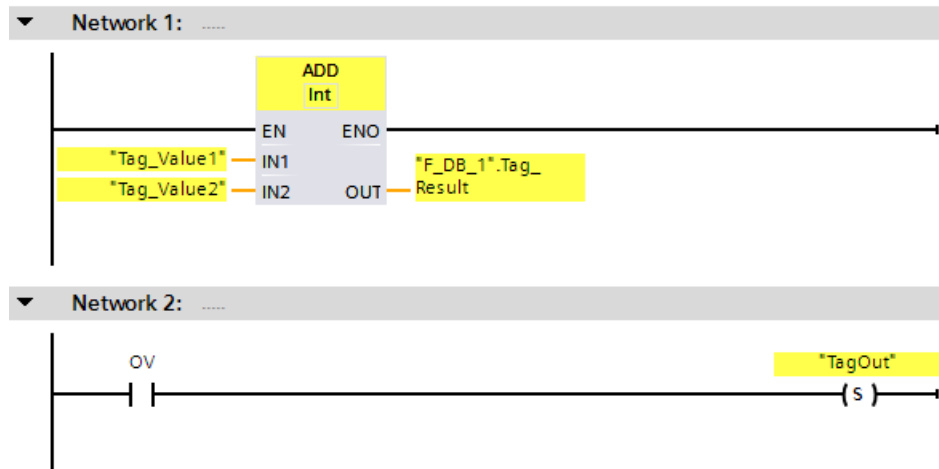 Network 1: .....
ADD
Int
EN ENO
"Tag_Value1" IN1 "F_DB_1".Tag_
"Tag_Value2" IN2 OUT Result
Network 2: .....
OV "TagOut"
S